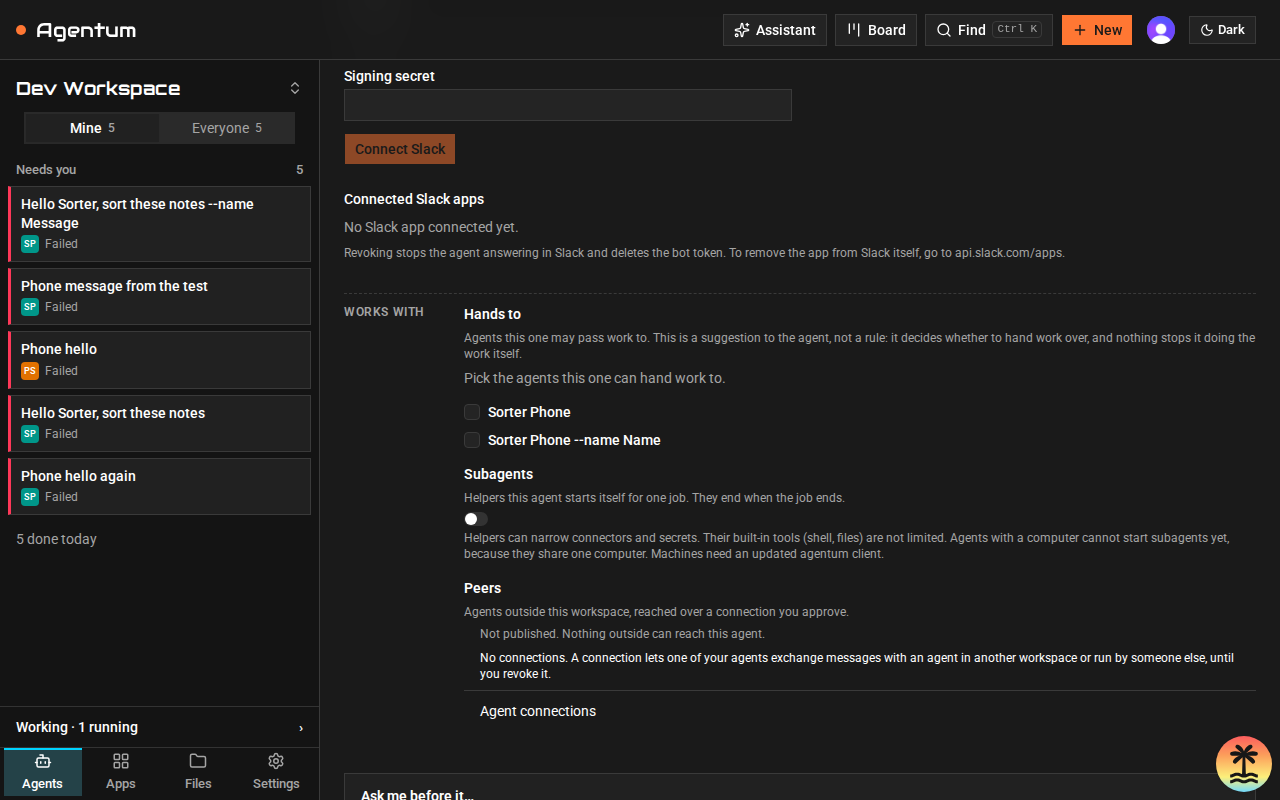 Agentum
Assistant
Board
Find Ctrl K
New
Dark
Dev Workspace
Mine 5
Everyone 5
Needs you 5
Hello Sorter, sort these notes --name
Message
SP Failed
Phone message from the test
SP Failed
Phone hello
PS Failed
Hello Sorter, sort these notes
SP Failed
Phone hello again
SP Failed
5 done today
Working · 1 running ›
Agents
Apps
Files
Settings
Signing secret
Connect Slack
Connected Slack apps
No Slack app connected yet.
Revoking stops the agent answering in Slack and deletes the bot token. To remove the app from Slack itself, go to api.slack.com/apps.
WORKS WITH
Hands to
Agents this one may pass work to. This is a suggestion to the agent, not a rule: it decides whether to hand work over, and nothing stops it doing the
work itself.
Pick the agents this one can hand work to.
Sorter Phone
Sorter Phone --name Name
Subagents
Helpers this agent starts itself for one job. They end when the job ends.
Helpers can narrow connectors and secrets. Their built-in tools (shell, files) are not limited. Agents with a computer cannot start subagents yet,
because they share one computer. Machines need an updated agentum client.
Peers
Agents outside this workspace, reached over a connection you approve.
Not published. Nothing outside can reach this agent.
No connections. A connection lets one of your agents exchange messages with an agent in another workspace or run by someone else, until
you revoke it.
Agent connections
Ask me before it…